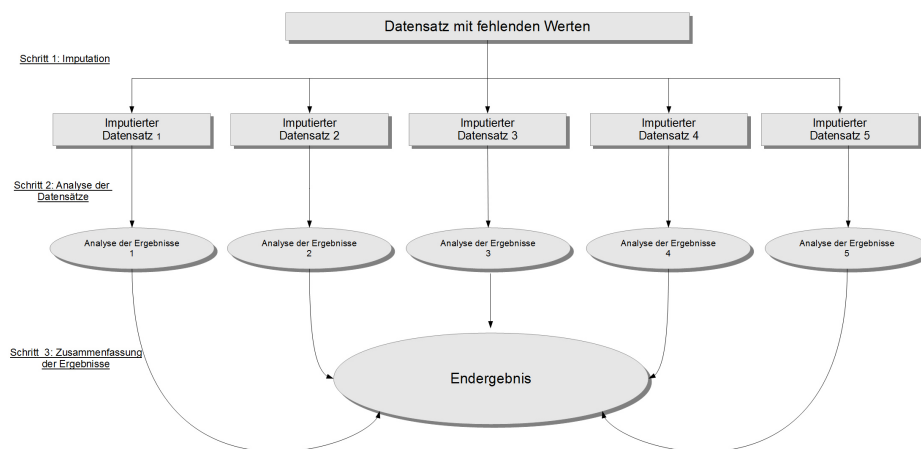 Datensatz mit fehlenden Werten
Schritt 1: Imputation
Imputierter
Datensatz 1
Imputierter
Datensatz 2
Imputierter
Datensatz 3
Imputierter
Datensatz 4
Imputierter
Datensatz 5
Schritt 2: Analyse der
Datensätze
Analyse der Ergebnisse
1
Analyse der Ergebnisse
2
Analyse der Ergebnisse
3
Analyse der Ergebnisse
4
Analyse der Ergebnisse
5
Schritt 3: Zusammenfassung
der Ergebnisse
Endergebnis